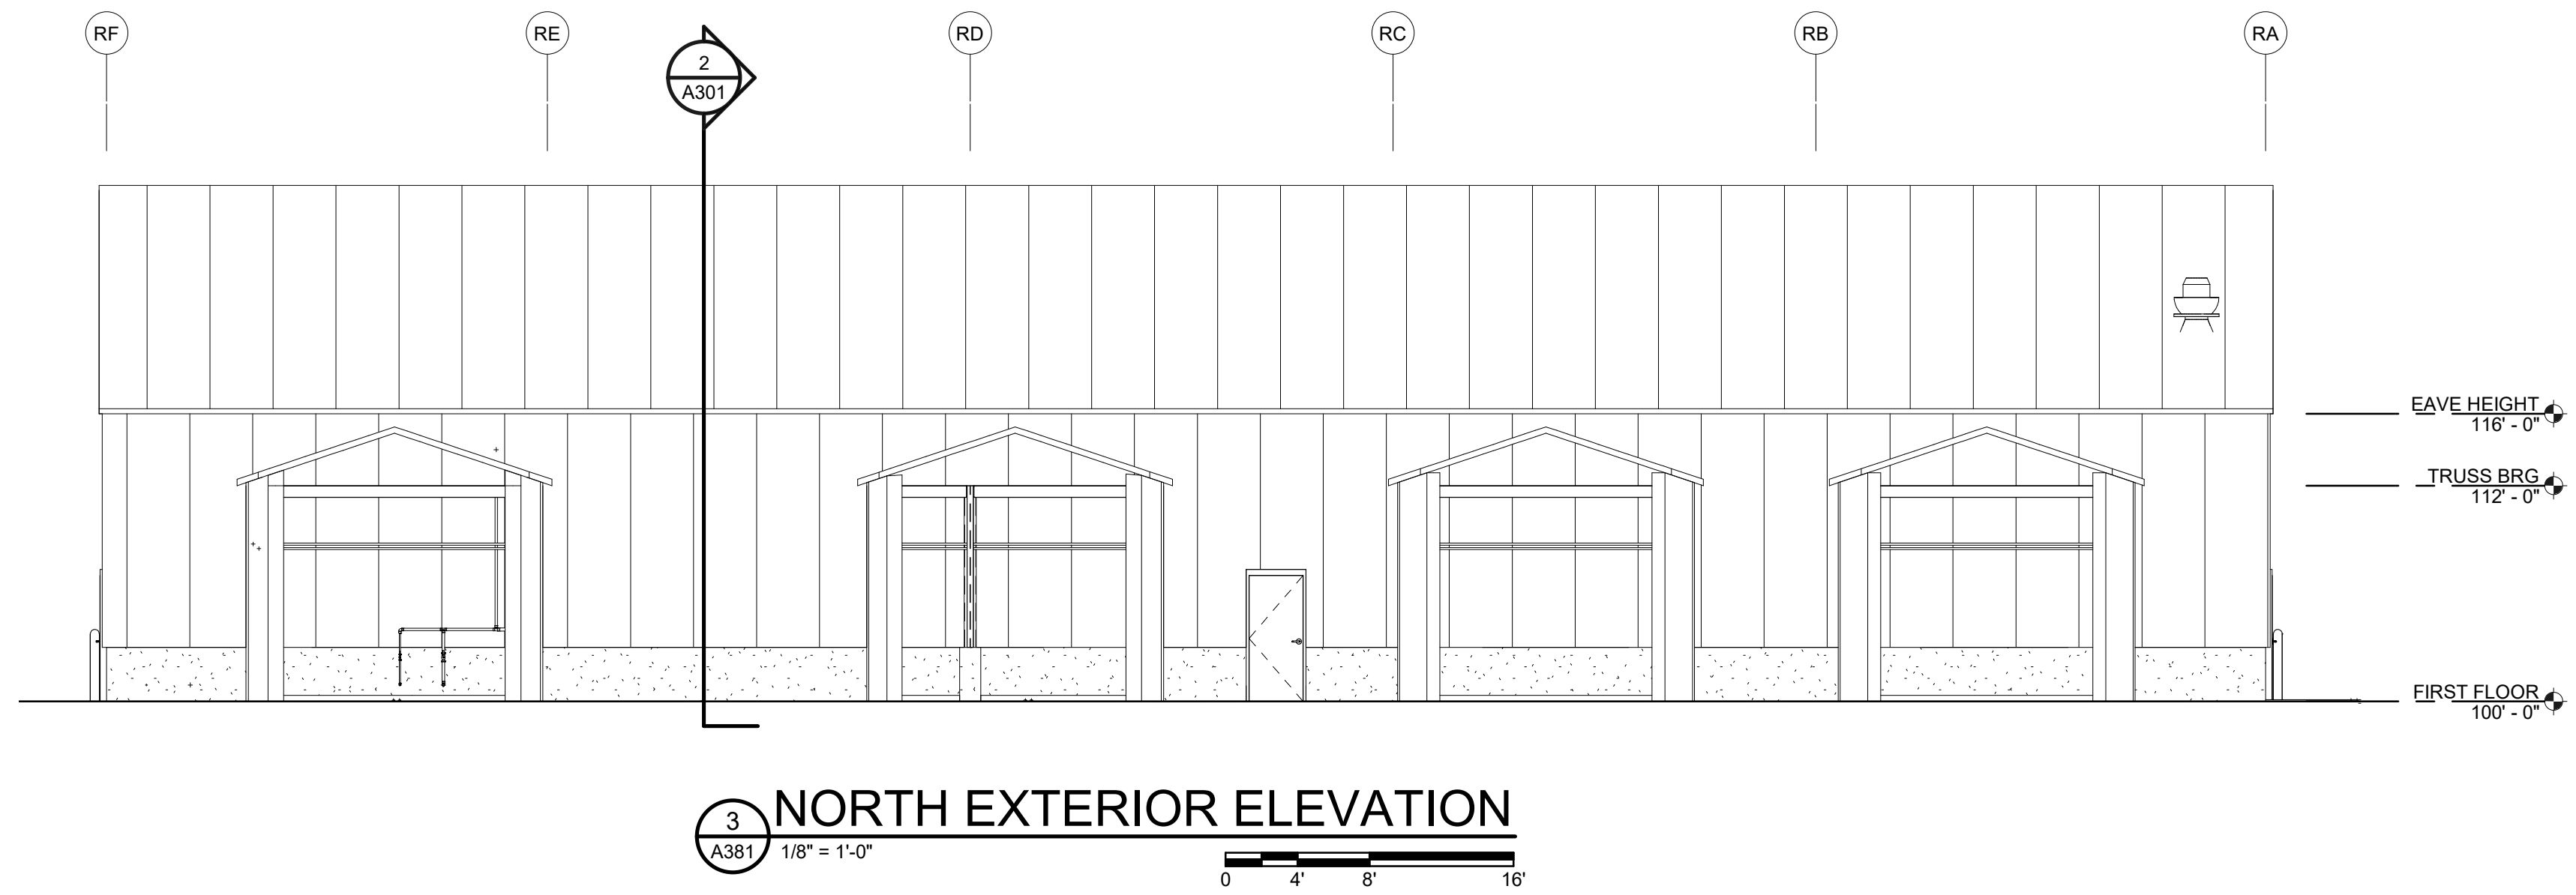 RF
RE
RD
RC
RB
RA
2
A301
EAVE HEIGHT
116' - 0"
TRUSS BRG
112' - 0"
FIRST FLOOR
100' - 0"
3
A381
NORTH EXTERIOR ELEVATION
1/8" = 1'-0"
0 4' 8' 16'